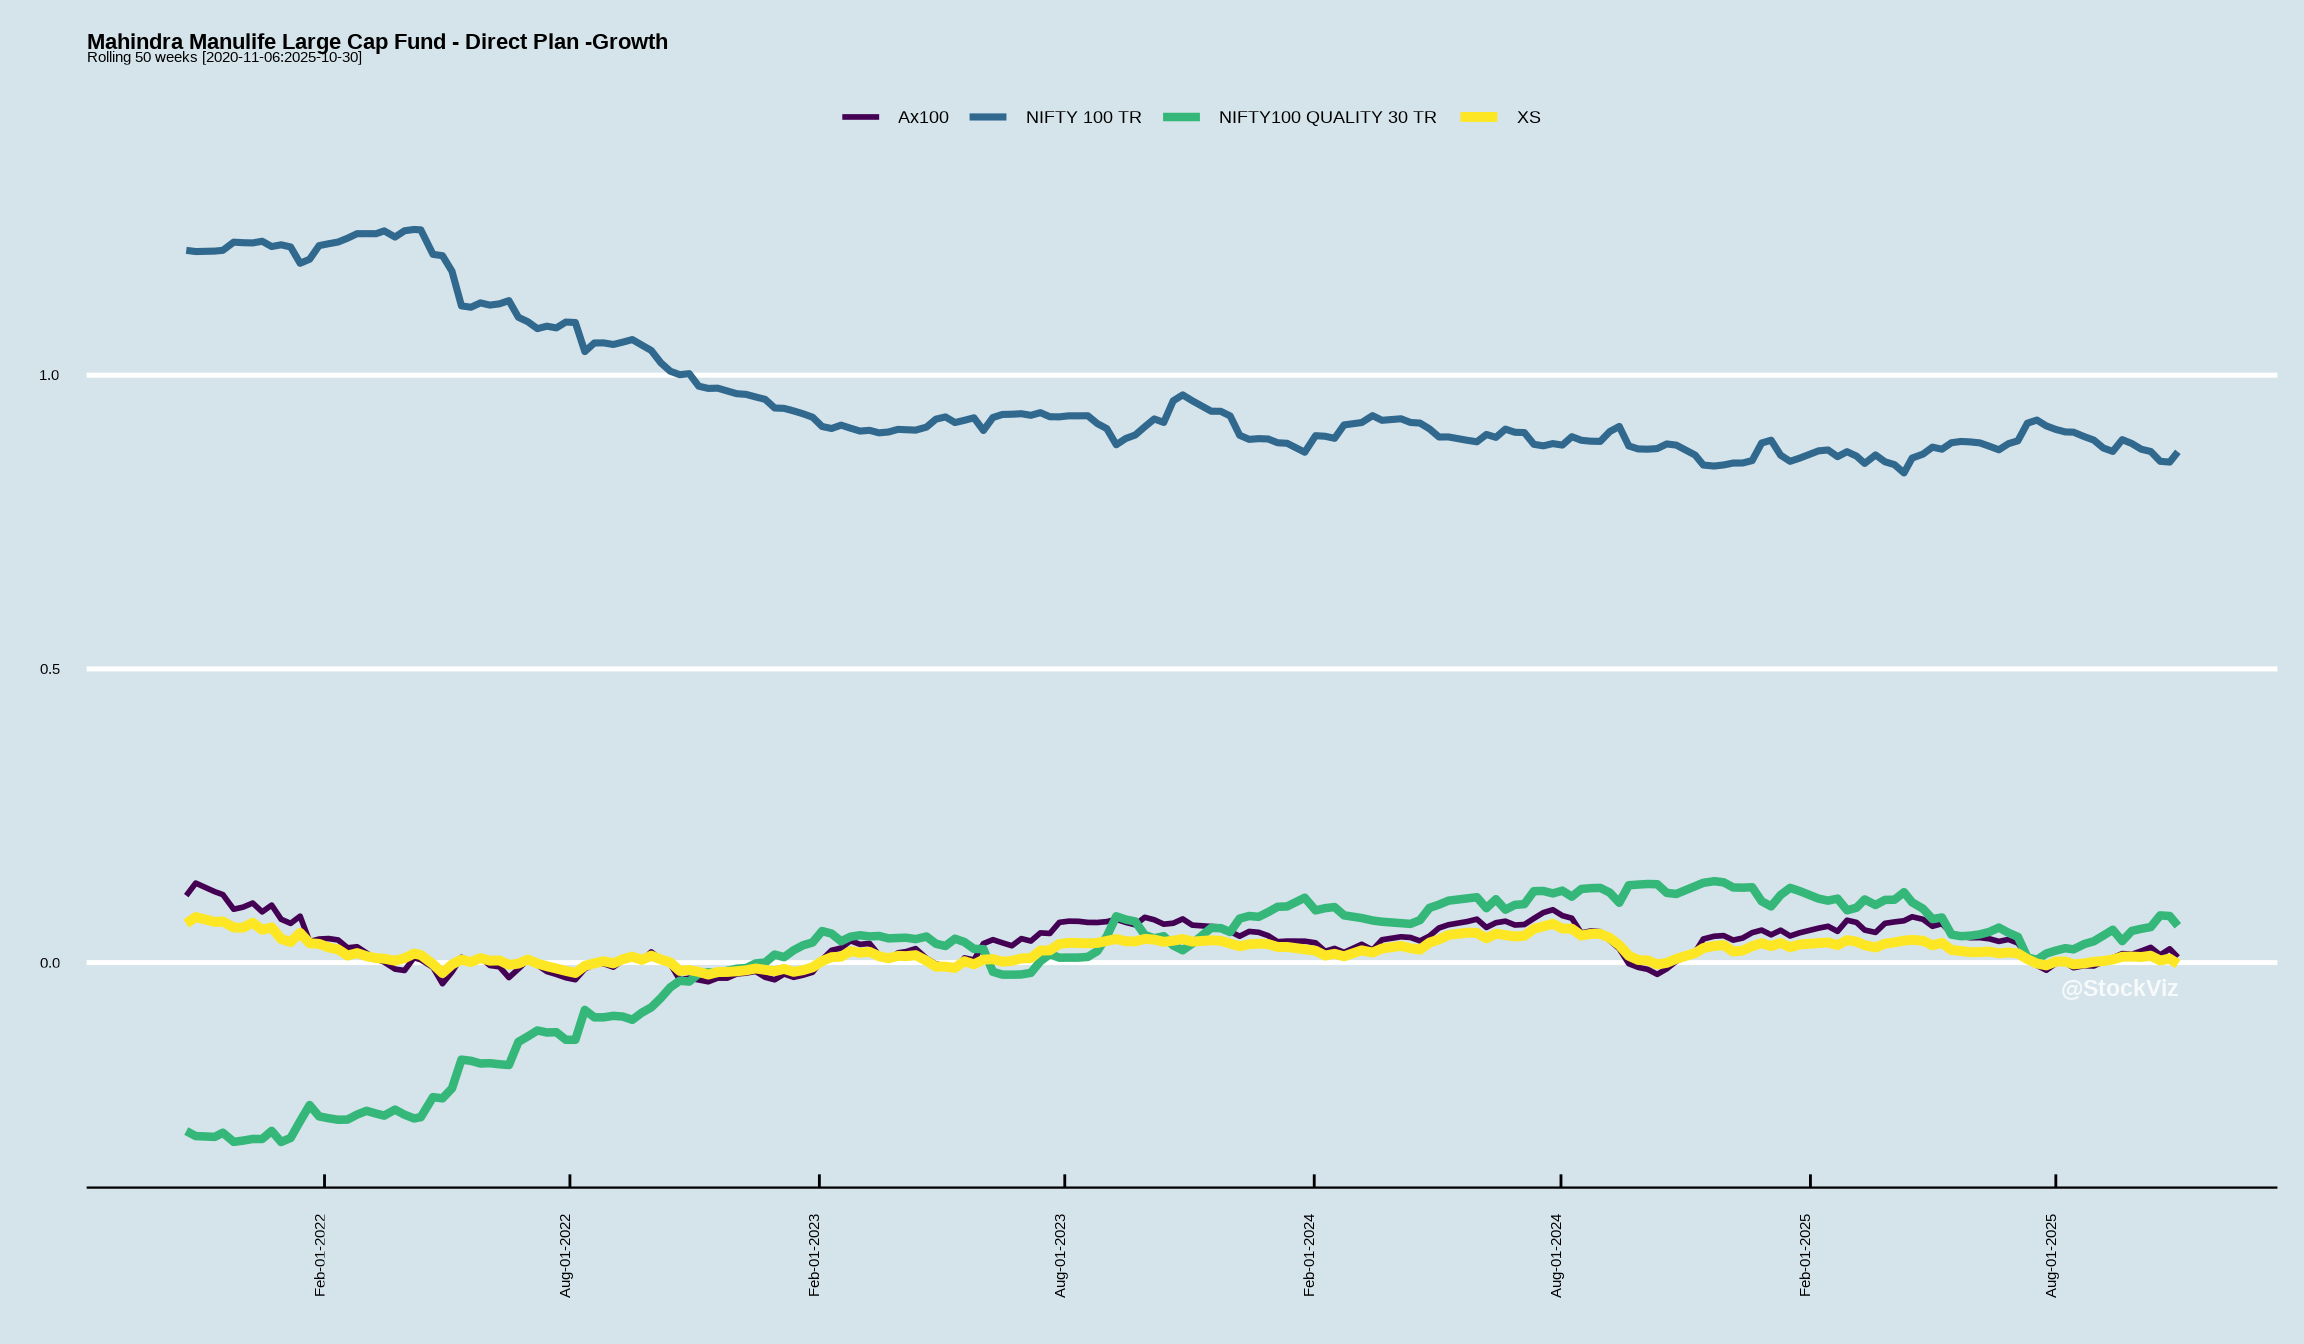 Mahindra Manulife Large Cap Fund - Direct Plan -Growth
Rolling 50 weeks [2020-11-06:2025-10-30]
Ax100 NIFTY 100 TR NIFTY100 QUALITY 30 TR XS
1.0
0.5
0.0
@StockViz
Feb-01-2022 Aug-01-2022 Feb-01-2023 Aug-01-2023 Feb-01-2024 Aug-01-2024 Feb-01-2025 Aug-01-2025